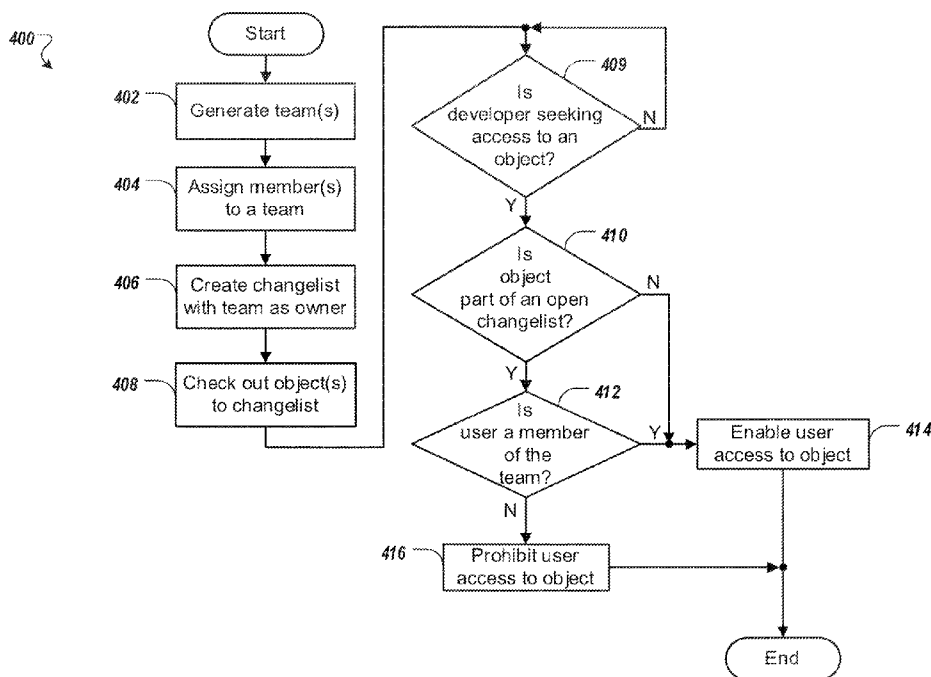 400
Start
402
Generate team(s)
404
Assign member(s)
to a team
406
Create changelist
with team as owner
408
Check out object(s)
to changelist
409
Is
developer seeking
access to an
object?
N
Y
410
Is
object
part of an open
changelist?
N
Y
412
Is
user a member
of the
team?
Y
N
414
Enable user
access to object
416
Prohibit user
access to object
End